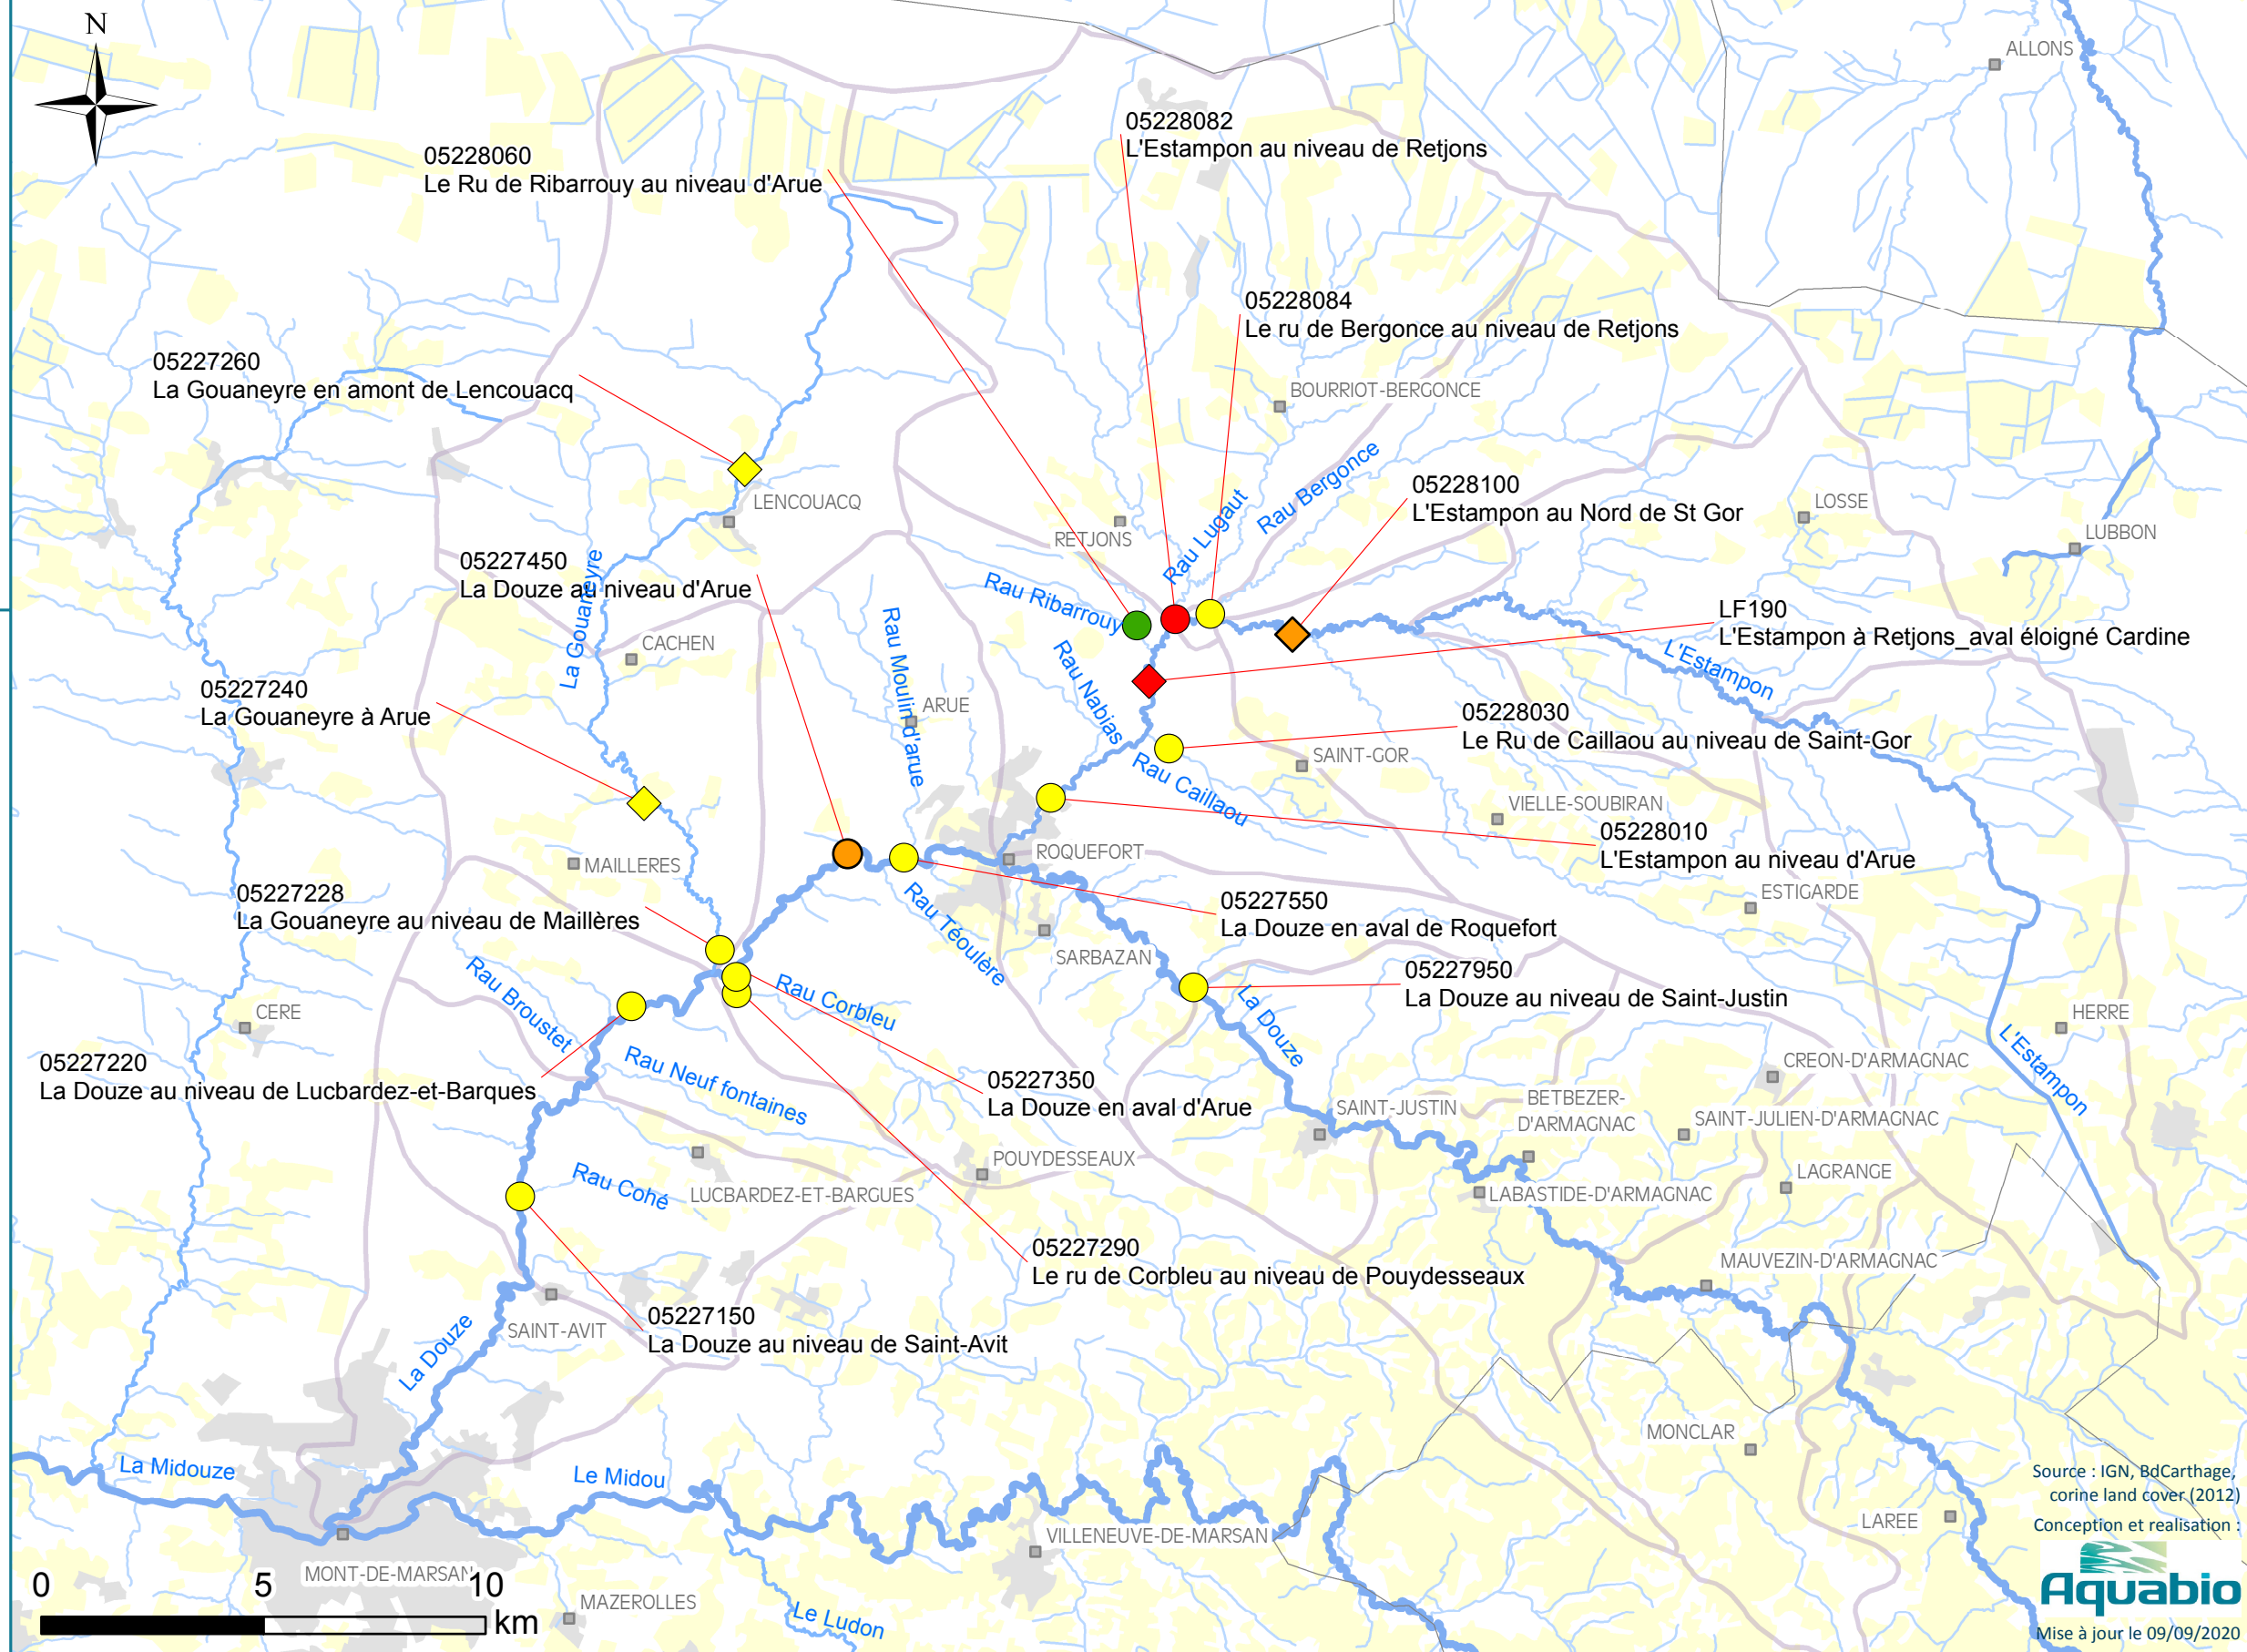 N
ALLONS
05228082
L'Estampon au niveau de Retjons
05228060
Le Ru de Ribarrouy au niveau d'Arue
05228084
Le ru de Bergonce au niveau de Retjons
05227260
La Gouaneyre en amont de Lencouacq
BOURRIOT-BERGONCE
Rau Bergonce
05228100
L'Estampon au Nord de St Gor
LENCOUACQ
LOSSE
LUBBON
RETJONS
Rau Lugaut
05227450
La Douze au niveau d'Arue
La Gouaneyre
Rau Ribarrouy
LF190
L'Estampon à Retjons_aval éloigné Cardine
CACHEN
Rau Moulin d'arue
Rau Nabias
L'Estampon
05227240
La Gouaneyre à Arue
ARUE
05228030
Le Ru de Caillaou au niveau de Saint-Gor
SAINT-GOR
Rau Caillaou
VIELLE-SOUBIRAN
05228010
L'Estampon au niveau d'Arue
MAILLERES
ROQUEFORT
05227228
La Gouaneyre au niveau de Maillères
Rau Téoulère
05227550
La Douze en aval de Roquefort
ESTIGARDE
SARBAZAN
05227950
La Douze au niveau de Saint-Justin
Rau Broustet
Rau Corbleu
La Douze
CERE
HERRE
L'Estampon
05227220
La Douze au niveau de Lucbardez-et-Barques
Rau Neuf fontaines
05227350
La Douze en aval d'Arue
CREON-D'ARMAGNAC
SAINT-JUSTIN
BETBEZER-
D'ARMAGNAC
SAINT-JULIEN-D'ARMAGNAC
POUYDESSEAUX
LAGRANGE
Rau Cohé
LUCBARDEZ-ET-BARGUES
LABASTIDE-D'ARMAGNAC
05227290
Le ru de Corbleu au niveau de Pouydesseaux
MAUVEZIN-D'ARMAGNAC
05227150
La Douze au niveau de Saint-Avit
SAINT-AVIT
La Douze
MONCLAR
La Midouze
Le Midou
Source : IGN, BdCarthage,
corine land cover (2012)
LAREE
Conception et realisation :
VILLENEUVE-DE-MARSAN
MONT-DE-MARSAN
0 5 10
km
MAZEROLLES
Le Ludon
Aquabio
Mise à jour le 09/09/2020